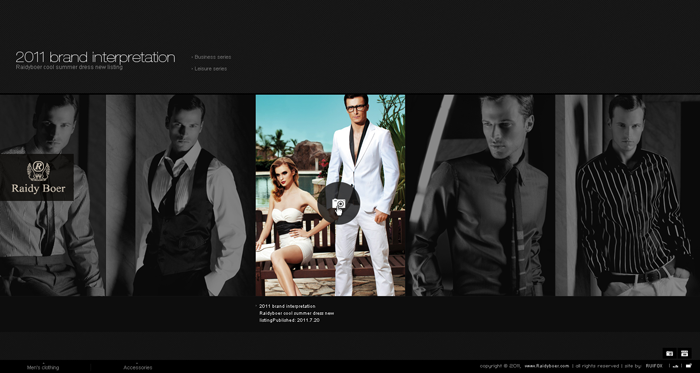 2011 brand interpretation
Raidyboer cool summer dress new listing
› Business series
› Leisure series
R
Raidy Boer
2011 brand interpretation
Raidyboer cool summer dress new
listingPublished: 2011.7.20
Men's clothing
Accessories
copyright © 2011, www.Raidyboer.com | all rights reserved | site by: RUIFOX